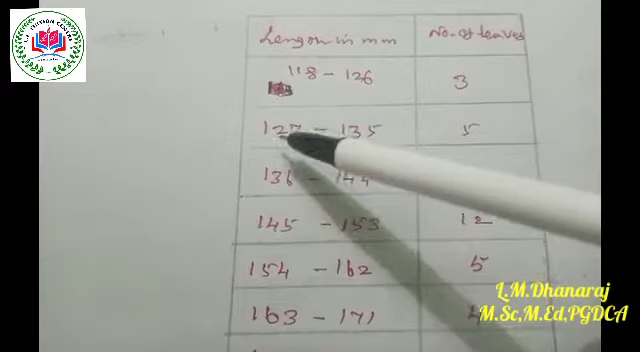 Length in mm No. of leaves
118 - 126 3
127 - 135 5
136 - 144
145 - 153 12
154 - 162 5
163 - 171 4
L.M.Dhanaraj
M.Sc,M.Ed,PGDCA